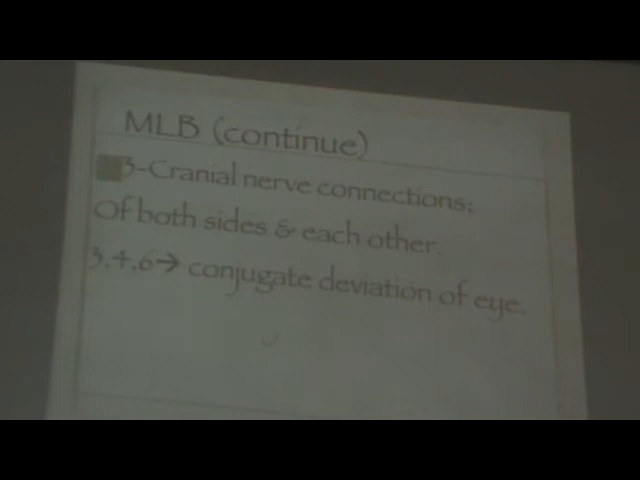 MLB (continue)
3-Cranial nerve connections;
Of both sides & each other.
3,4,6→ conjugate deviation of eye.